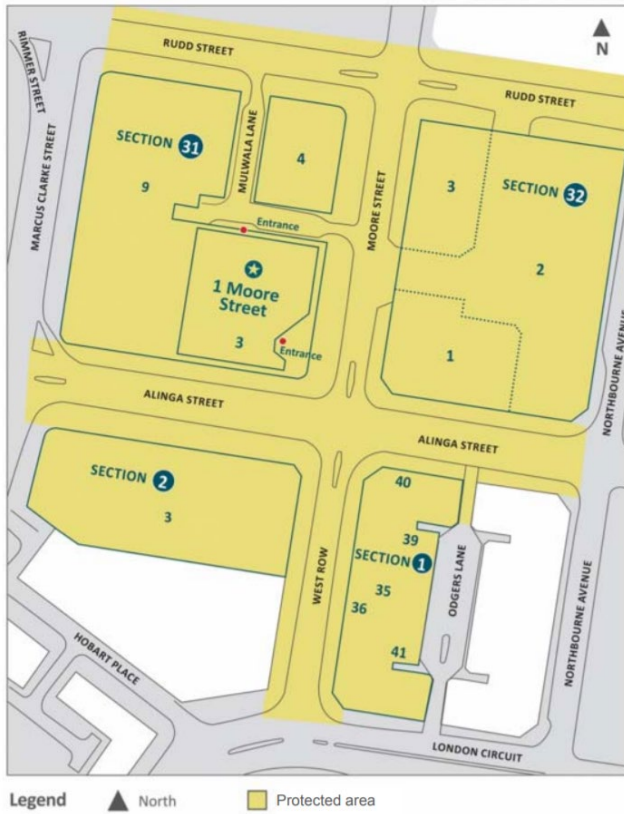 N
RUDD STREET
RUDD STREET
RIMMER STREET
MARCUS CLARKE STREET
SECTION 31
9
MULWALA LANE
4
MOORE STREET
3
SECTION 32
2
1
Entrance
1 Moore
Street
3
Entrance
NORTHBOURNE AVENUE
ALINGA STREET
ALINGA STREET
SECTION 2
3
WEST ROW
40
39
SECTION 1
35
36
41
ODGERS LANE
NORTHBOURNE AVENUE
HOBART PLACE
LONDON CIRCUIT
Legend North Protected area